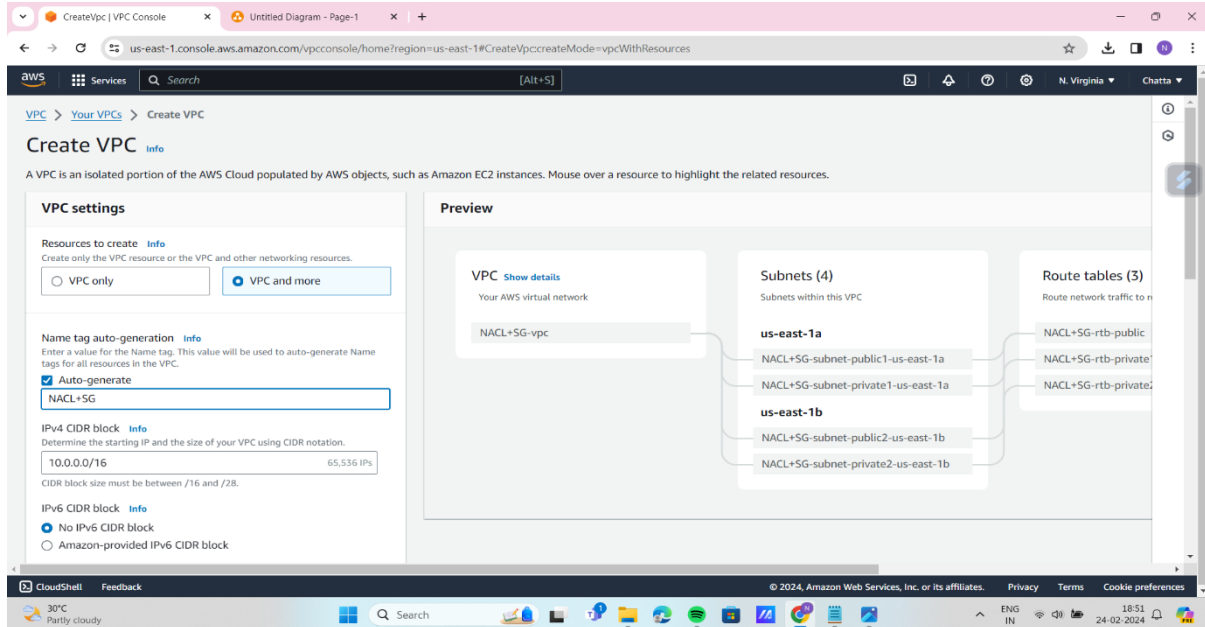 CreateVpc | VPC Console
Untitled Diagram - Page-1
us-east-1.console.aws.amazon.com/vpcconsole/home?region=us-east-1#CreateVpc:createMode=vpcWithResources
N
aws
Services
Search
[Alt+S]
N. Virginia
Chatta
VPC > Your VPCs > Create VPC
Create VPC Info
A VPC is an isolated portion of the AWS Cloud populated by AWS objects, such as Amazon EC2 instances. Mouse over a resource to highlight the related resources.
VPC settings
Resources to create Info
Create only the VPC resource or the VPC and other networking resources.
VPC only
VPC and more
Name tag auto-generation Info
Enter a value for the Name tag. This value will be used to auto-generate Name
tags for all resources in the VPC.
Auto-generate
NACL+SG
IPv4 CIDR block Info
Determine the starting IP and the size of your VPC using CIDR notation.
10.0.0.0/16
65,536 IPs
CIDR block size must be between /16 and /28.
IPv6 CIDR block Info
No IPv6 CIDR block
Amazon-provided IPv6 CIDR block
Preview
VPC Show details
Your AWS virtual network
NACL+SG-vpc
Subnets (4)
Subnets within this VPC
us-east-1a
NACL+SG-subnet-public1-us-east-1a
NACL+SG-subnet-private1-us-east-1a
us-east-1b
NACL+SG-subnet-public2-us-east-1b
NACL+SG-subnet-private2-us-east-1b
Route tables (3)
Route network traffic to
NACL+SG-rtb-public
NACL+SG-rtb-private1
NACL+SG-rtb-private2
CloudShell
Feedback
© 2024, Amazon Web Services, Inc. or its affiliates.
Privacy
Terms
Cookie preferences
30°C
Partly cloudy
Search
ENG
IN
18:51
24-02-2024